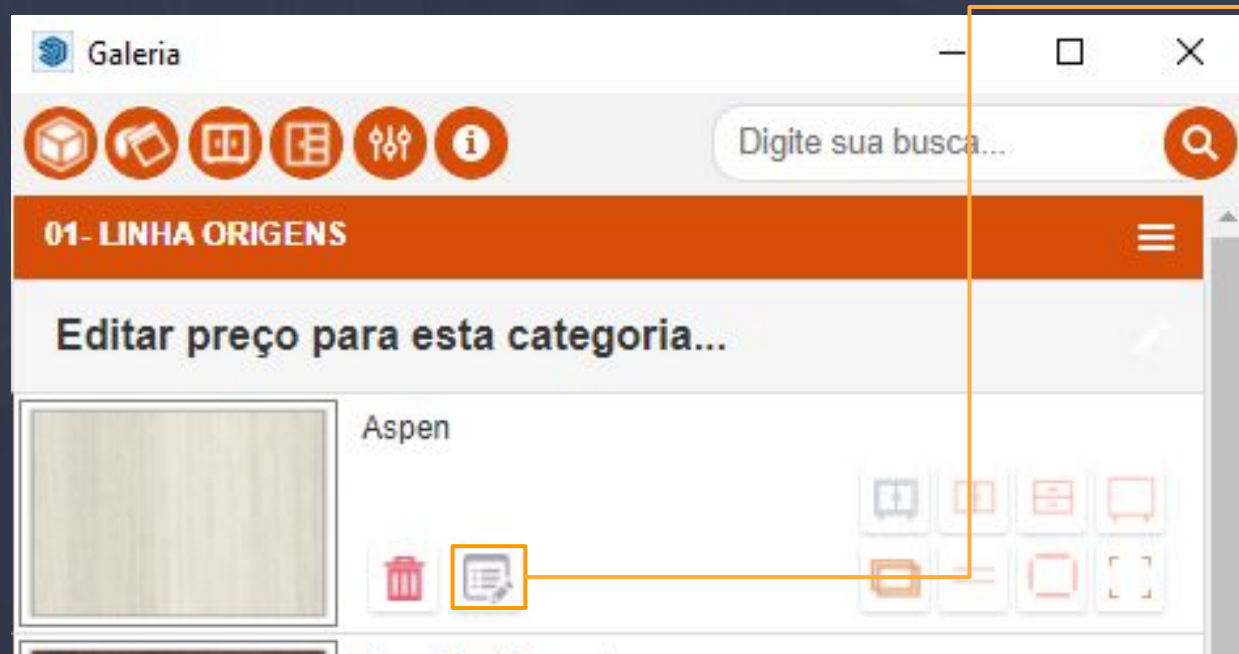 Galeria
Digite sua busca...
01- LINHA ORIGENS
Editar preço para esta categoria...
Aspen